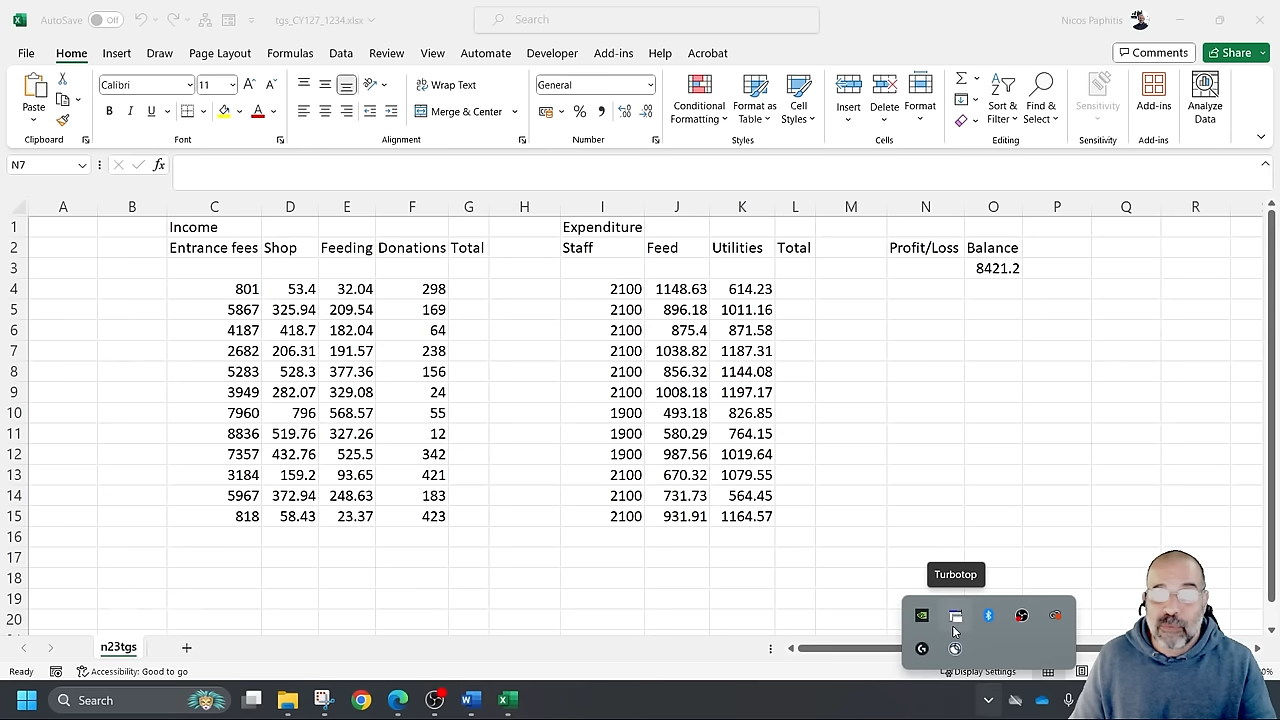 AutoSave Off tgs_CY127_1234.xlsx Search Nicos Paphitis
File Home Insert Draw Page Layout Formulas Data Review View Automate Developer Add-ins Help Acrobat Comments Share
Paste Calibri 11 Wrap Text General Conditional Formatting Format as Table Cell Styles Insert Delete Format Sort & Filter Find & Select Sensitivity Add-ins Analyze Data
B I U Merge & Center
Clipboard Font Alignment Number Styles Cells Editing Sensitivity Add-ins
N7 fx
A B C D E F G H I J K L M N O P Q R
1 Income Expenditure
2 Entrance fees Shop Feeding Donations Total Staff Feed Utilities Total Profit/Loss Balance
3 8421.2
4 801 53.4 32.04 298 2100 1148.63 614.23
5 5867 325.94 209.54 169 2100 896.18 1011.16
6 4187 418.7 182.04 64 2100 875.4 871.58
7 2682 206.31 191.57 238 2100 1038.82 1187.31
8 5283 528.3 377.36 156 2100 856.32 1144.08
9 3949 282.07 329.08 24 2100 1008.18 1197.17
10 7960 796 568.57 55 1900 493.18 826.85
11 8836 519.76 327.26 12 1900 580.29 764.15
12 7357 432.76 525.5 342 1900 987.56 1019.64
13 3184 159.2 93.65 421 2100 670.32 1079.55
14 5967 372.94 248.63 183 2100 731.73 564.45
15 818 58.43 23.37 423 2100 931.91 1164.57
16
17
18 Turbotop
19
20
n23tgs
Ready Accessibility: Good to go Display Settings
Search